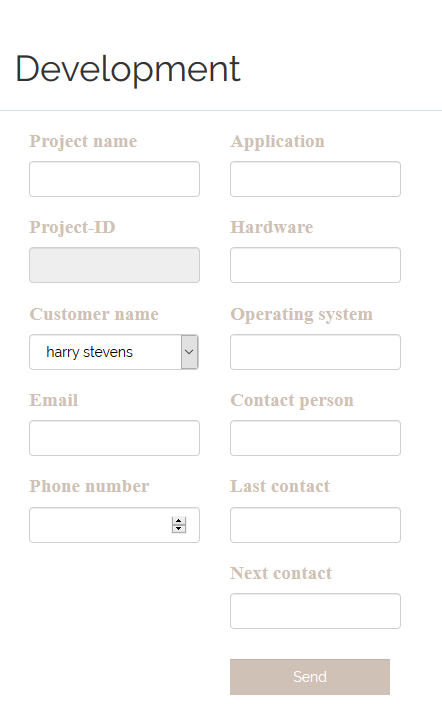 Development
Project name
Application
Project-ID
Hardware
Customer name
harry stevens
Operating system
Email
Contact person
Phone number
Last contact
Next contact
Send